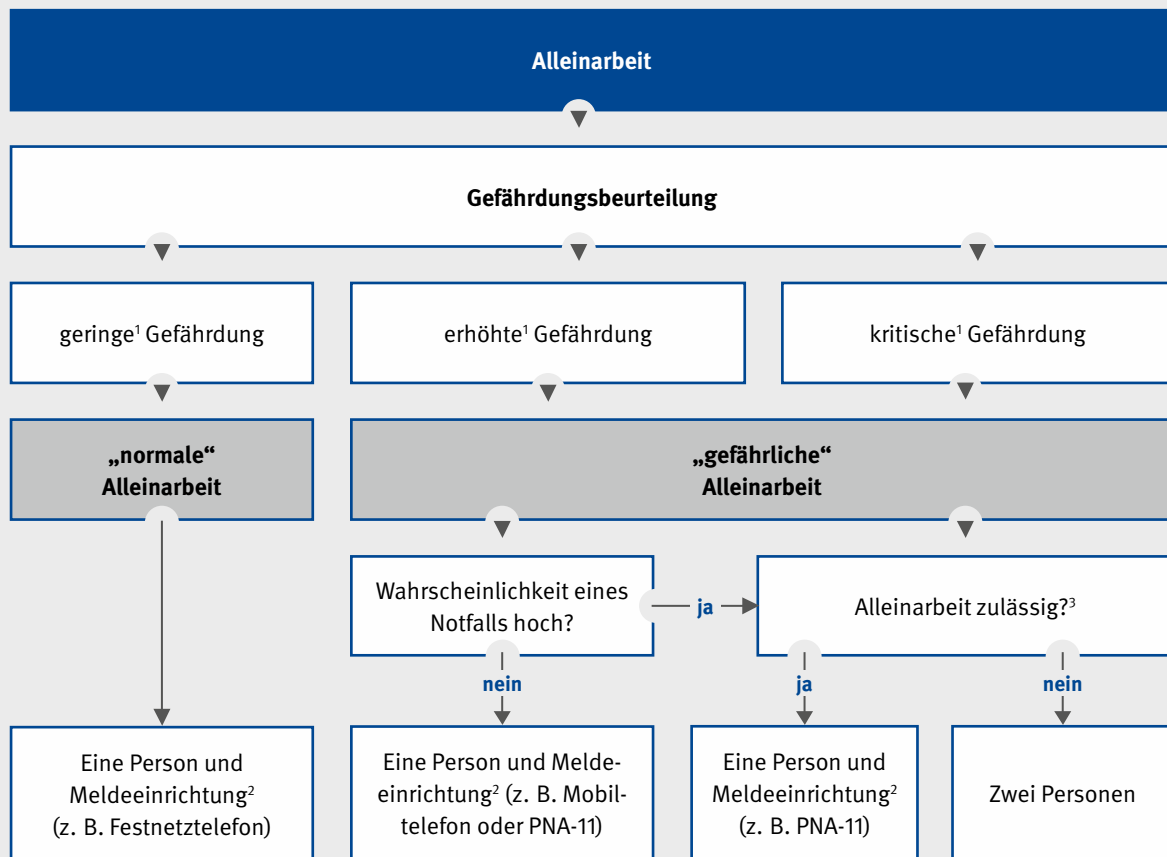 Alleinarbeit
Gefährdungsbeurteilung
geringe¹ Gefährdung
erhöhte¹ Gefährdung
kritische¹ Gefährdung
„normale“
Alleinarbeit
„gefährliche“
Alleinarbeit
Wahrscheinlichkeit eines
Notfalls hoch?
ja
Alleinarbeit zulässig?³
nein
ja
nein
Eine Person und
Meldeeinrichtung²
(z. B. Festnetztelefon)
Eine Person und Melde-
einrichtung² (z. B. Mobil-
telefon oder PNA-11)
Eine Person und
Meldeeinrichtung²
(z. B. PNA-11)
Zwei Personen